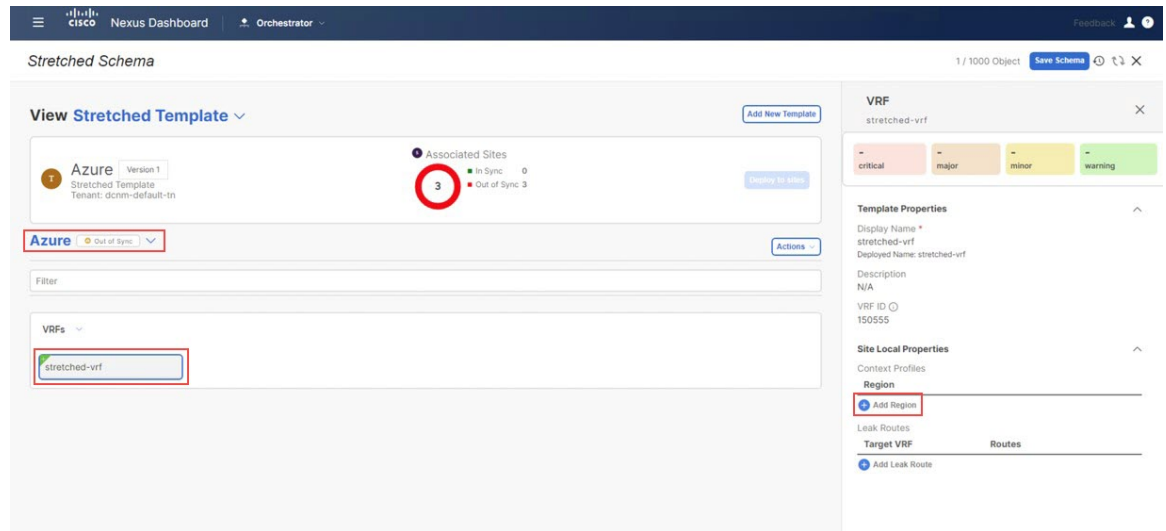 CISCO Nexus Dashboard Orchestrator Feedback ?
Stretched Schema 1 / 1000 Object Save Schema
View Stretched Template Add New Template
T Azure Version 1
Stretched Template
Tenant: dcnm-default-tn
Associated Sites
3
In Sync 0
Out of Sync 3
Deploy to sites
Azure Out of Sync Actions
Filter
VRFs
stretched-vrf
VRF
stretched-vrf
- - - -
critical major minor warning
Template Properties
Display Name *
stretched-vrf
Deployed Name: stretched-vrf
Description
N/A
VRF ID
150555
Site Local Properties
Context Profiles
Region
Add Region -
Leak Routes
Target VRF Routes
Add Leak Route